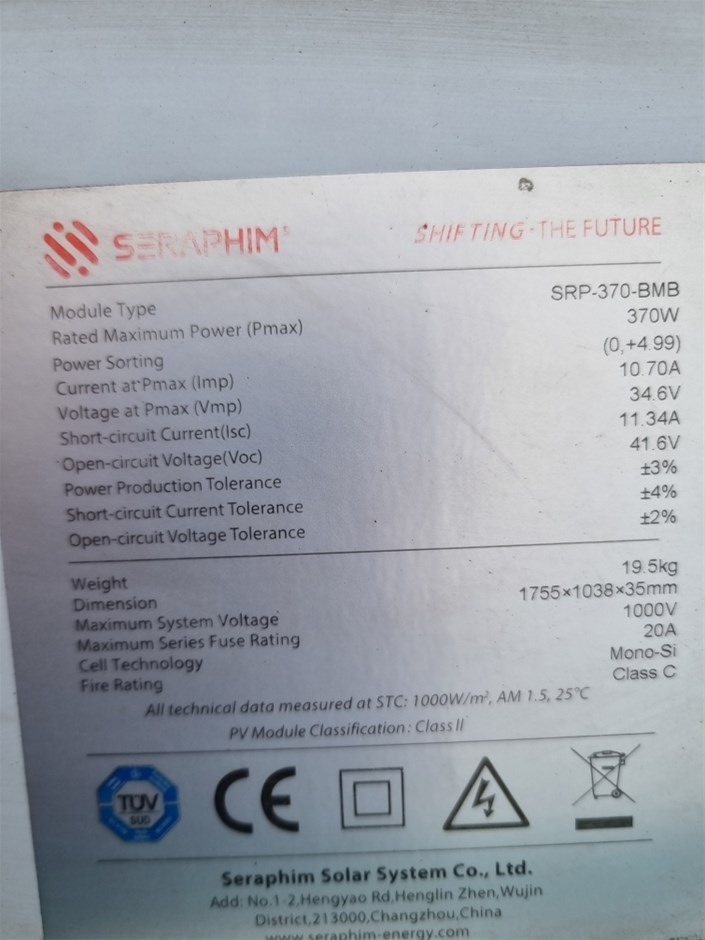 SERAPHIM®
SHIFTING·THE FUTURE
Module Type SRP-370-BMB
Rated Maximum Power (Pmax) 370W
Power Sorting (0,+4.99)
Current at Pmax (Imp) 10.70A
Voltage at Pmax (Vmp) 34.6V
Short-circuit Current(Isc) 11.34A
Open-circuit Voltage(Voc) 41.6V
Power Production Tolerance ±3%
Short-circuit Current Tolerance ±4%
Open-circuit Voltage Tolerance ±2%
Weight 19.5kg
Dimension 1755×1038×35mm
Maximum System Voltage 1000V
Maximum Series Fuse Rating 20A
Cell Technology Mono-Si
Fire Rating Class C
All technical data measured at STC: 1000W/m², AM 1.5, 25℃
PV Module Classification: Class II
TÜV
SÜD
CE
Seraphim Solar System Co., Ltd.
Add: No.1-2,Hengyao Rd,Henglin Zhen,Wujin
District,213000,Changzhou,China
www.seraphim-energy.com